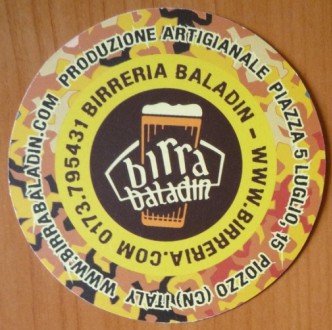 PRODUZIONE ARTIGIANALE PIAZZA 5 LUGLIO, 15 PIOZZO (CN) ITALY WWW.BIRRABALADIN.COM
BIRRERIA BALADIN - WWW.BIRRERIA.COM 0173.795431
birra
baladin